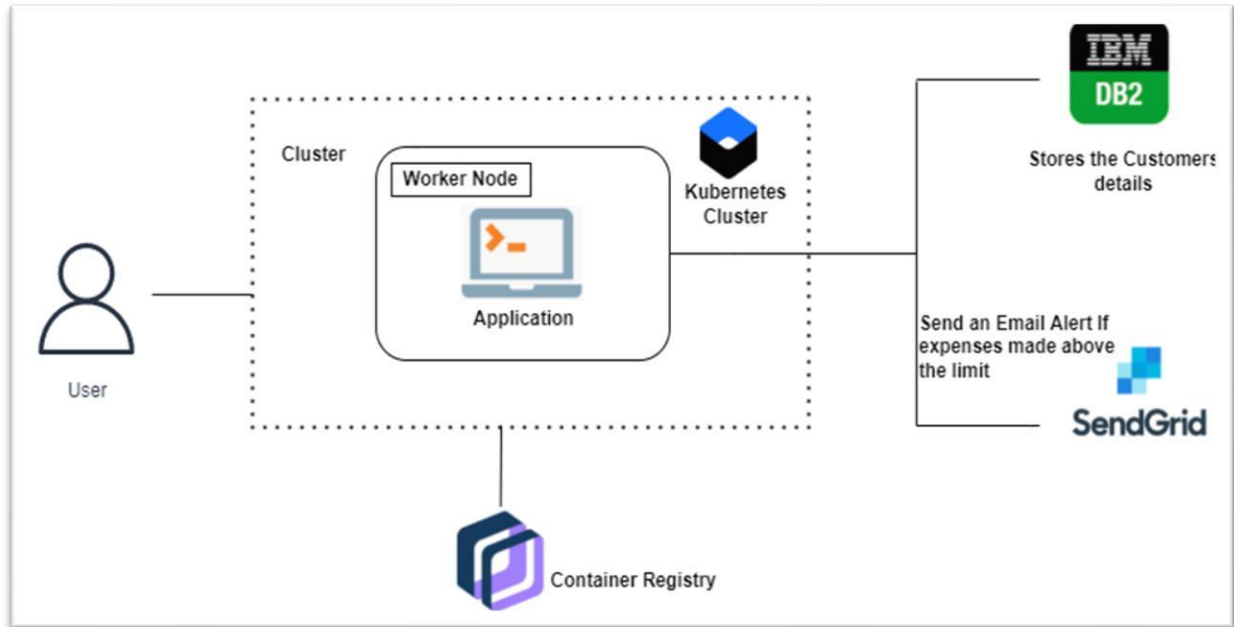 IBM
DB2
Stores the Customers
details
Cluster
Worker Node
Kubernetes
Cluster
Application
User
Send an Email Alert If
expenses made above
the limit
SendGrid
Container Registry